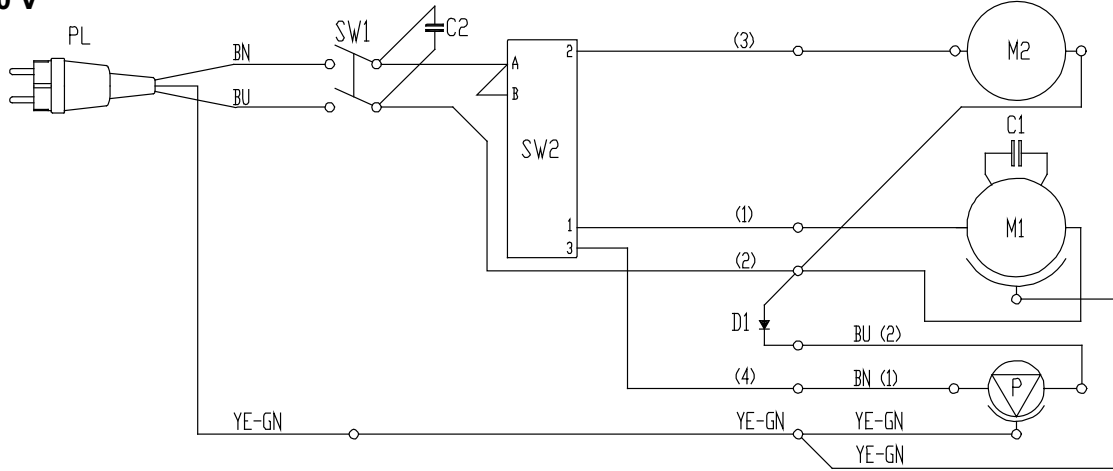 PL
BN
BU
SW1
C2
A
B
2
SW2
1
3
(3)
M2
C1
(1)
M1
(2)
D1
BU (2)
(4)
BN (1)
P
YE-GN
YE-GN
YE-GN
YE-GN